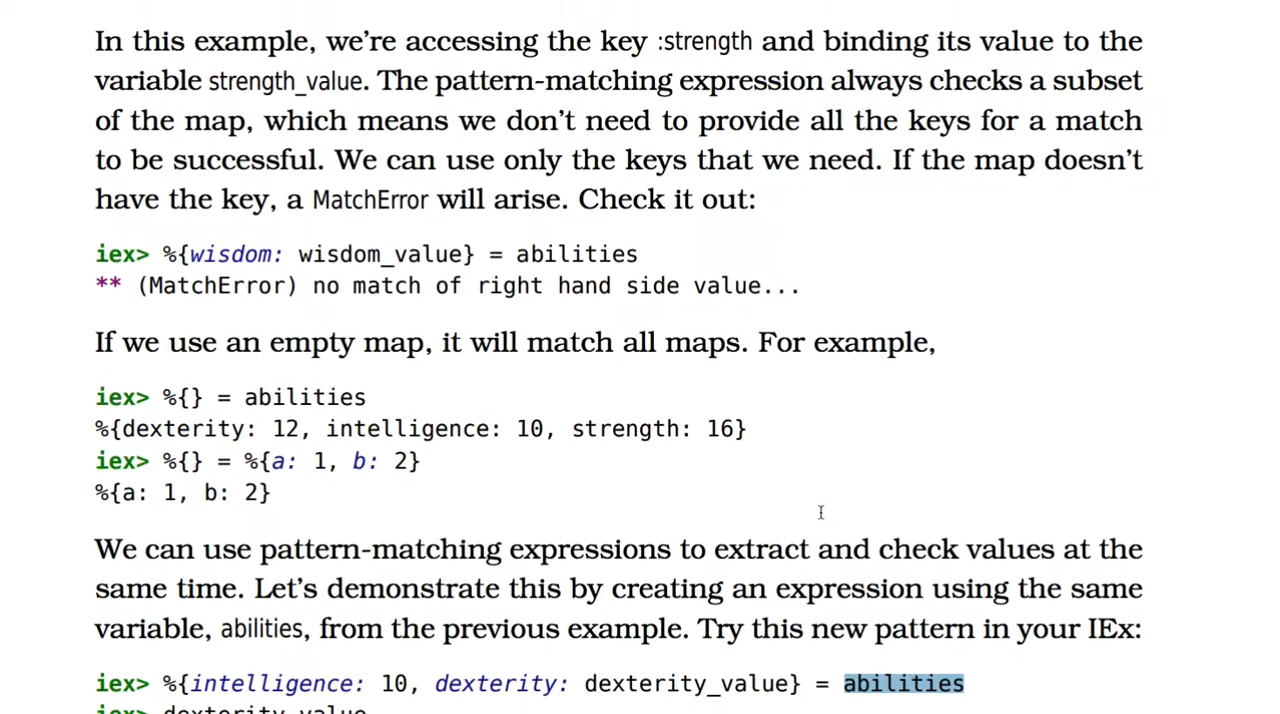 In this example, we’re accessing the key :strength and binding its value to the
variable strength_value. The pattern-matching expression always checks a subset
of the map, which means we don’t need to provide all the keys for a match
to be successful. We can use only the keys that we need. If the map doesn’t
have the key, a MatchError will arise. Check it out:
iex> %{wisdom: wisdom_value} = abilities
** (MatchError) no match of right hand side value...
If we use an empty map, it will match all maps. For example,
iex> %{} = abilities
%{dexterity: 12, intelligence: 10, strength: 16}
iex> %{} = %{a: 1, b: 2}
%{a: 1, b: 2}
We can use pattern-matching expressions to extract and check values at the
same time. Let’s demonstrate this by creating an expression using the same
variable, abilities, from the previous example. Try this new pattern in your IEx:
iex> %{intelligence: 10, dexterity: dexterity_value} = abilities
iex> dexterity_value